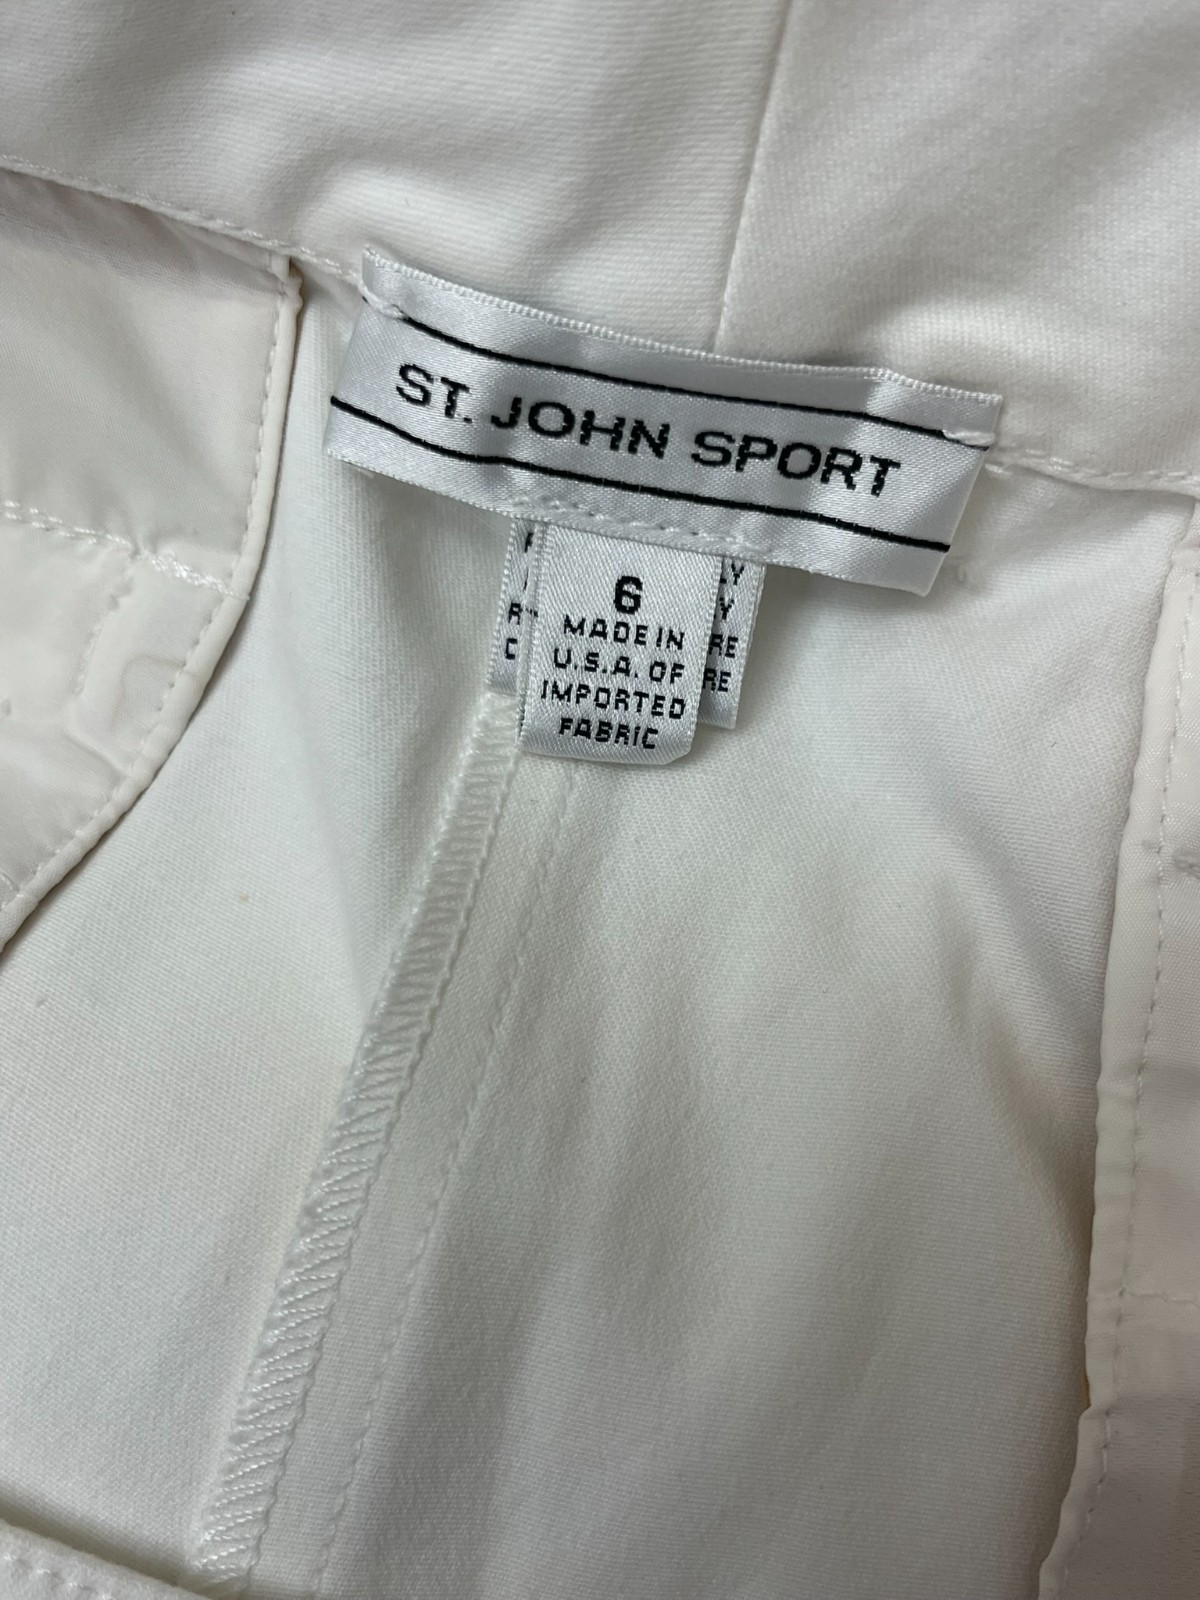 ST. JOHN SPORT
6
MADE IN
U.S.A. OF
IMPORTED
FABRIC